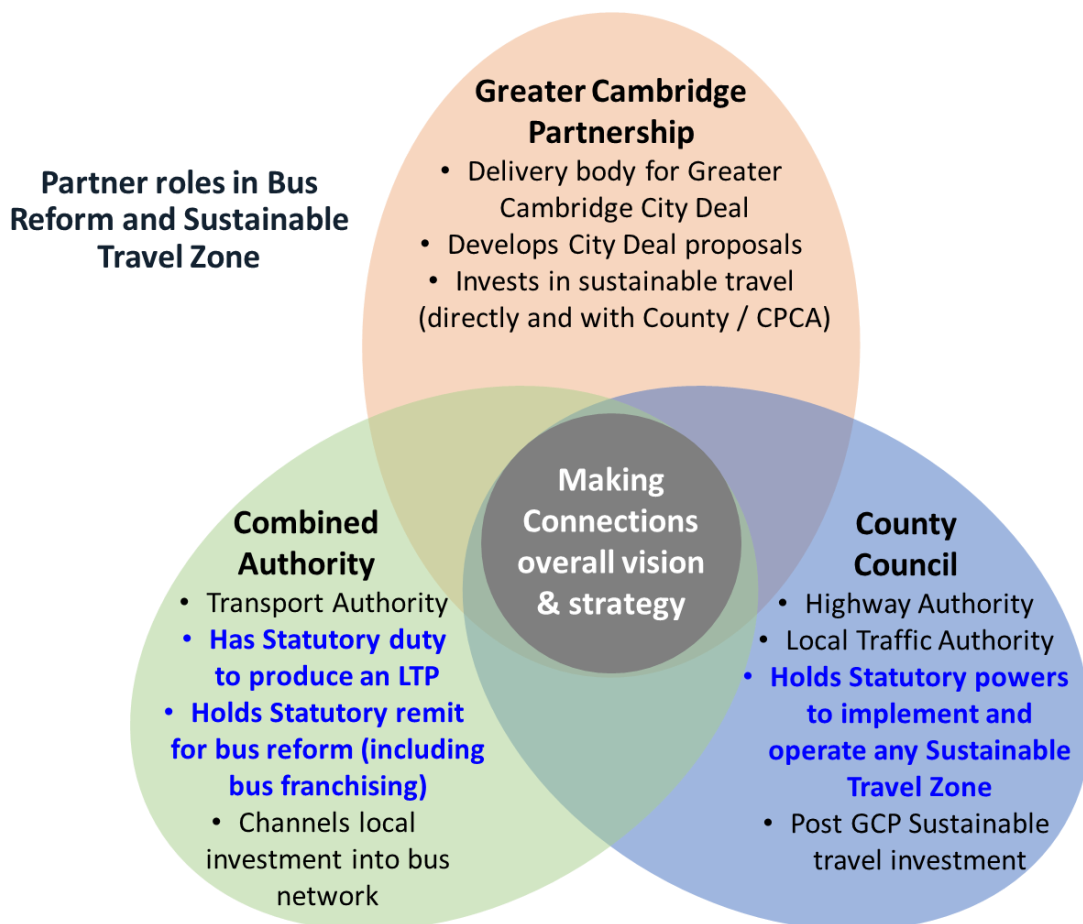 Partner roles in Bus
Reform and Sustainable
Travel Zone
Greater Cambridge
Partnership
• Delivery body for Greater
Cambridge City Deal
• Develops City Deal proposals
• Invests in sustainable travel
(directly and with County / CPCA)
Making
Connections
overall vision
& strategy
Combined
Authority
• Transport Authority
• Has Statutory duty
to produce an LTP
• Holds Statutory remit
for bus reform (including
bus franchising)
• Channels local
investment into bus
network
County
Council
• Highway Authority
• Local Traffic Authority
• Holds Statutory powers
to implement and
operate any Sustainable
Travel Zone
• Post GCP Sustainable
travel investment